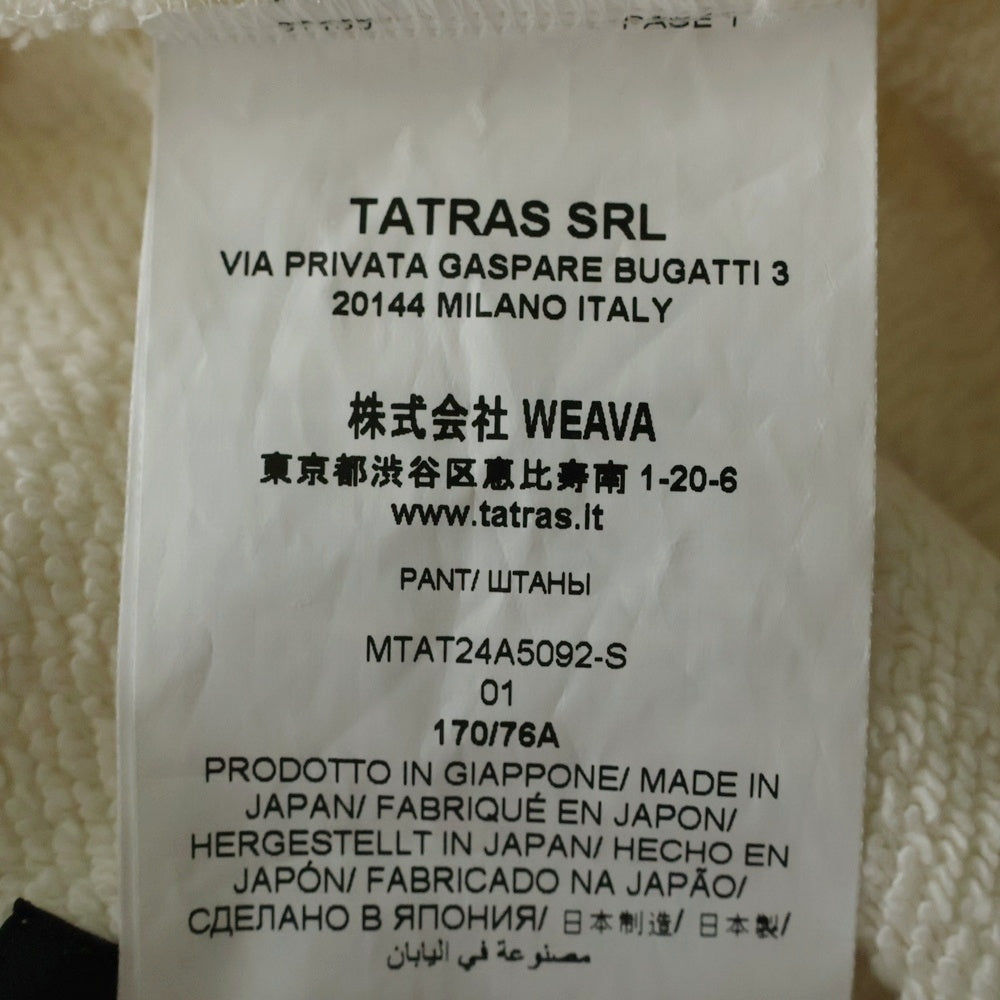 PAGE 1
TATRAS SRL
VIA PRIVATA GASPARE BUGATTI 3
20144 MILANO ITALY
株式会社 WEAVA
東京都渋谷区恵比寿南 1-20-6
www.tatras.it
PANT/ ШТАНЫ
MTAT24A5092-S
01
170/76A
PRODOTTO IN GIAPPONE/ MADE IN
JAPAN/ FABRIQUÉ EN JAPON/
HERGESTELLT IN JAPAN/ HECHO EN
JAPÓN/ FABRICADO NA JAPÃO/
СДЕЛАНО В ЯПОНИЯ/ 日本制造/ 日本製/
مصنوعة في اليابان